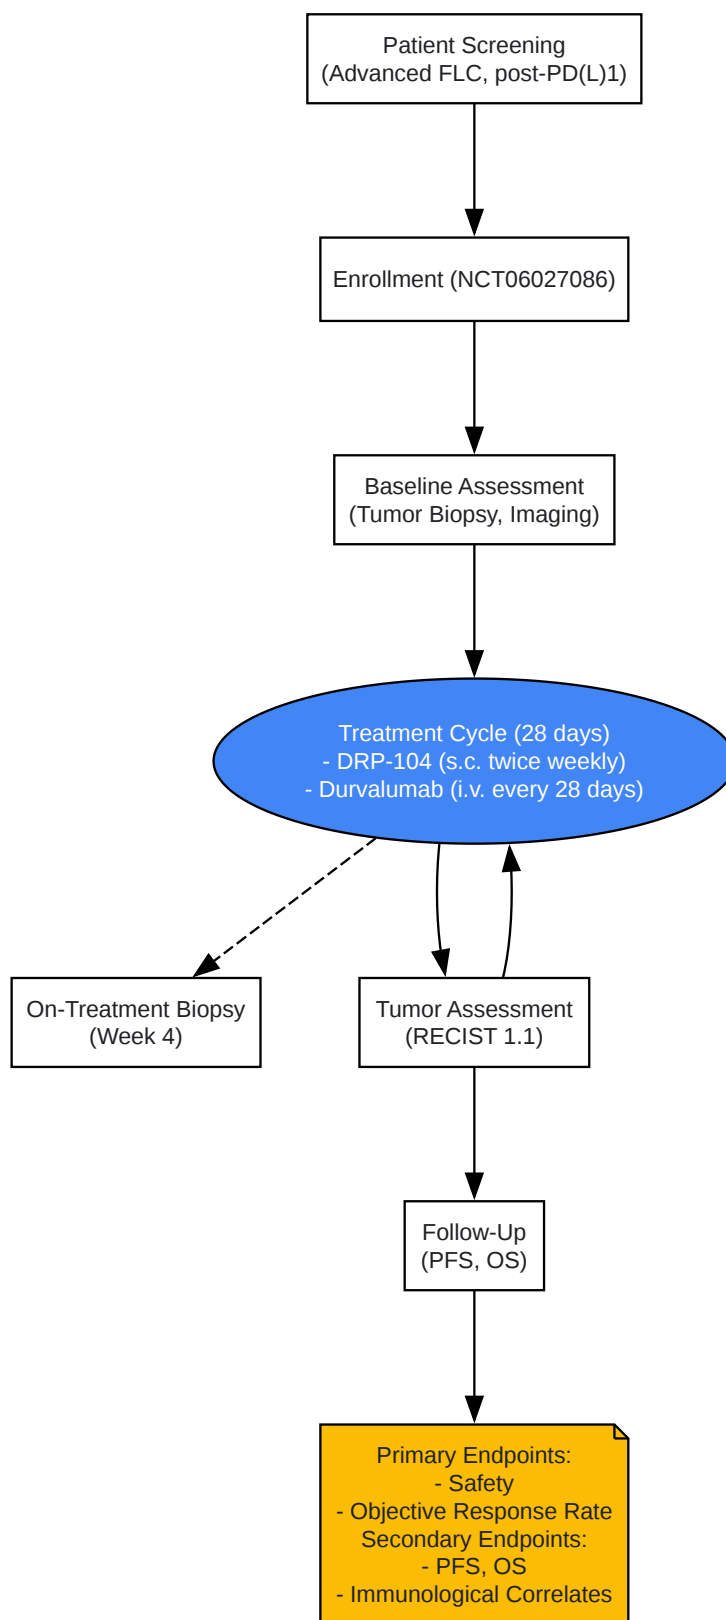 Patient Screening
(Advanced FLC, post-PD(L)1)
Enrollment (NCT06027086)
Baseline Assessment
(Tumor Biopsy, Imaging)
Treatment Cycle (28 days)
- DRP-104 (s.c. twice weekly)
- Durvalumab (i.v. every 28 days)
On-Treatment Biopsy
(Week 4)
Tumor Assessment
(RECIST 1.1)
Follow-Up
(PFS, OS)
Primary Endpoints:
- Safety
- Objective Response Rate
Secondary Endpoints:
- PFS, OS
- Immunological Correlates